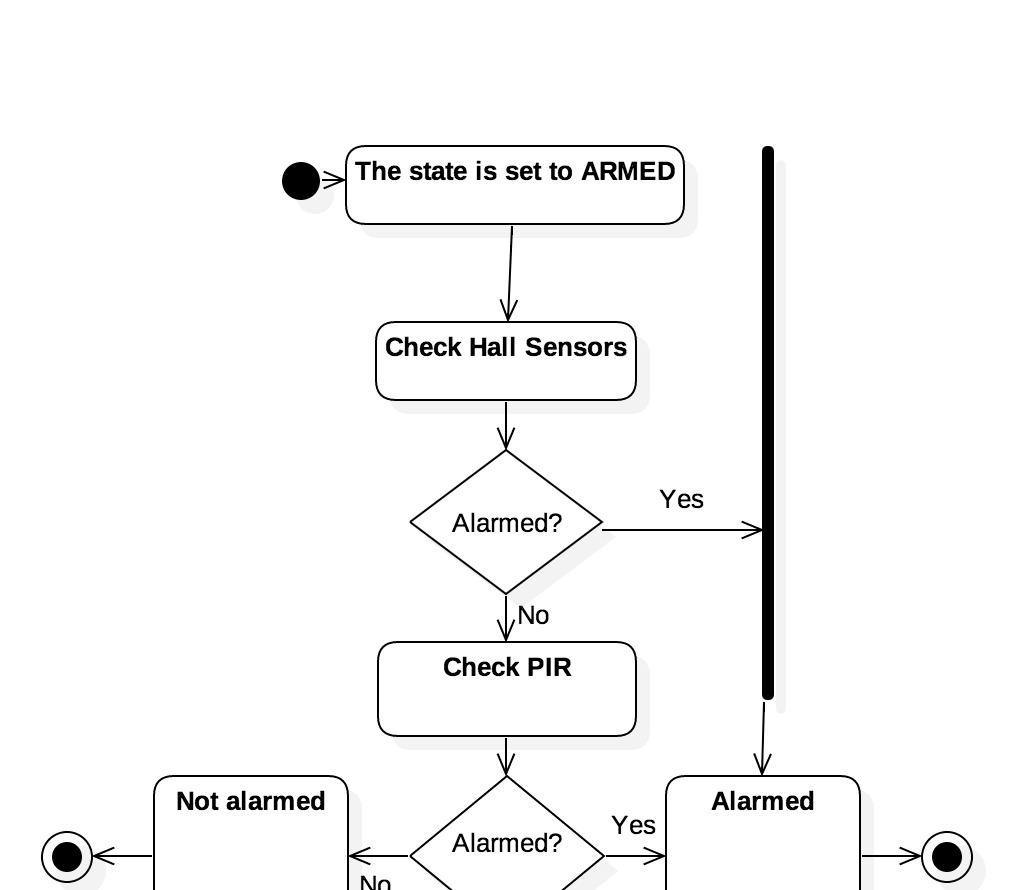 The state is set to ARMED
Check Hall Sensors
Yes
Alarmed?
No
Check PIR
Not alarmed
Alarmed
Yes
Alarmed?
No